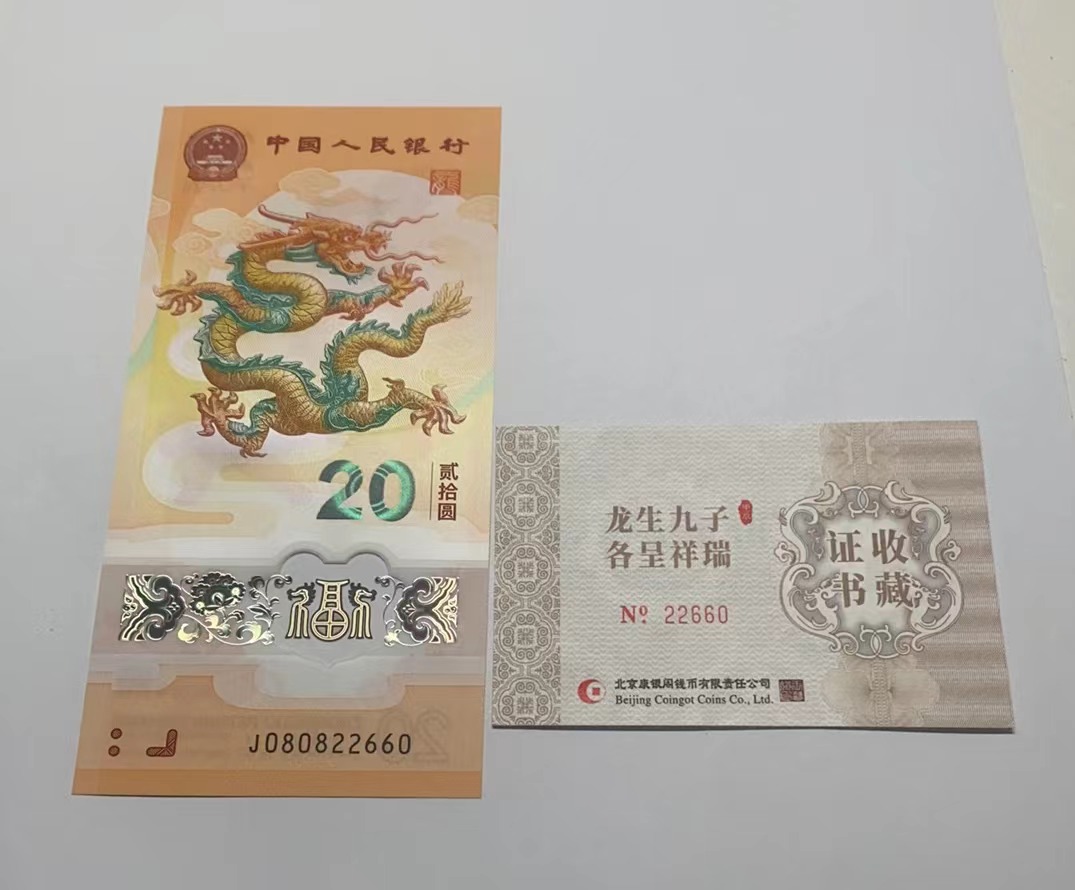 中国人民银行
龍
20
贰拾圆
福
J080822660
龙生九子
各呈祥瑞
Nº. 22660
收藏
证书
北京康银阁钱币有限责任公司
Beijing Coingot Coins Co., Ltd.